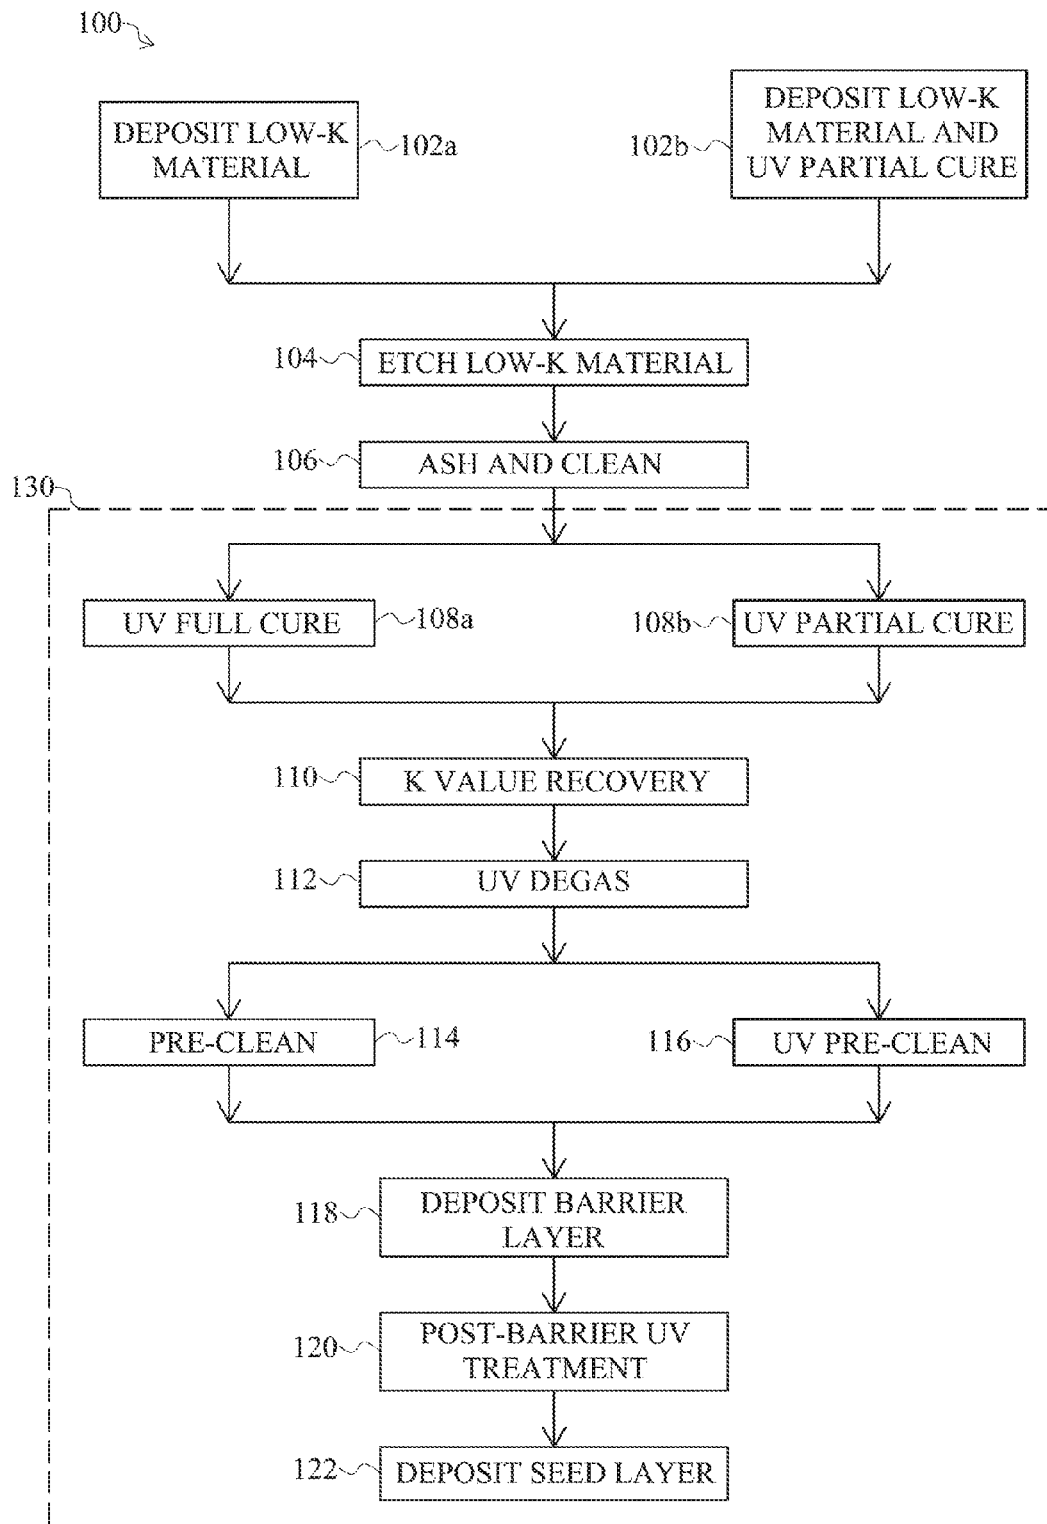 100
DEPOSIT LOW-K
MATERIAL
102a
102b
DEPOSIT LOW-K
MATERIAL AND
UV PARTIAL CURE
104
ETCH LOW-K MATERIAL
106
ASH AND CLEAN
130
UV FULL CURE
108a
108b
UV PARTIAL CURE
110
K VALUE RECOVERY
112
UV DEGAS
PRE-CLEAN
114
116
UV PRE-CLEAN
118
DEPOSIT BARRIER
LAYER
120
POST-BARRIER UV
TREATMENT
122
DEPOSIT SEED LAYER